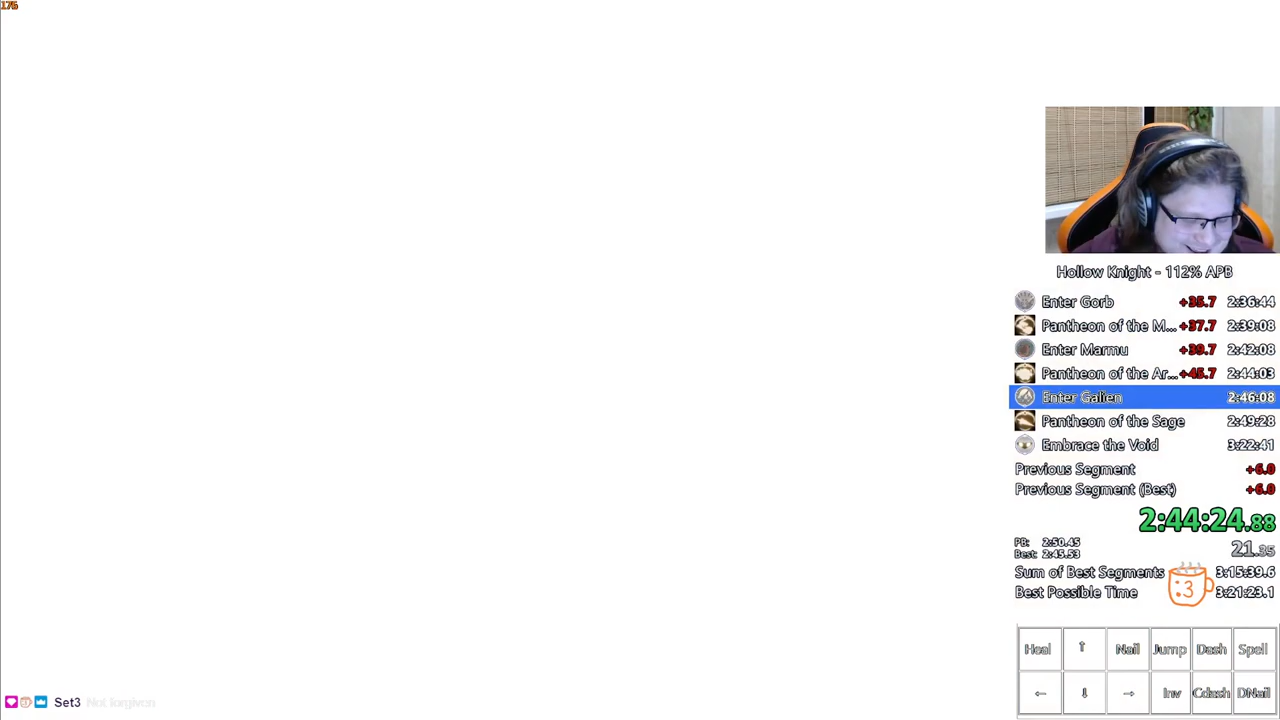 176
Hollow Knight - 112% APB
Enter Gorb +35.7 2:36:44
Pantheon of the M... +37.7 2:39:08
Enter Marmu +39.7 2:42:08
Pantheon of the Ar... +45.7 2:44:03
Enter Galien 2:46:08
Pantheon of the Sage 2:49:28
Embrace the Void 3:22:41
Previous Segment +6.0
Previous Segment (Best) +6.0
2:44:24.88
PB: 2:50.45 21.35
Best: 2:45.53
Sum of Best Segments 3:15:39.6
Best Possible Time :3 3:21:23.1
Heal ↑ Nail Jump Dash Spell
← ↓ → Inv Cdash DNail
Set3 Not forgiven